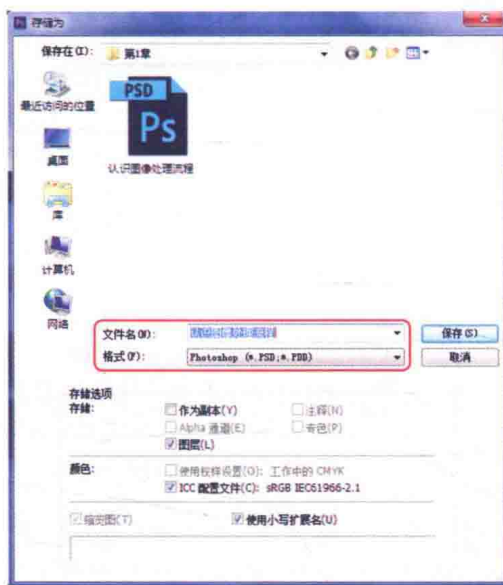 存储为
保存在(I): 第1章
最近访问的位置
PSD
Ps
认识图像处理流程
桌面
库
计算机
网络
文件名(N):
保存(S)
格式(F): Photoshop (*.PSD;*.PDD)
取消
存储选项
存储: 作为副本(Y) 注释(N)
Alpha 通道(E) 专色(P)
图层(L)
颜色: 使用校样设置(O): 工作中的 CMYK
ICC 配置文件(C): sRGB IEC61966-2.1
缩览图(T) 使用小写扩展名(U)